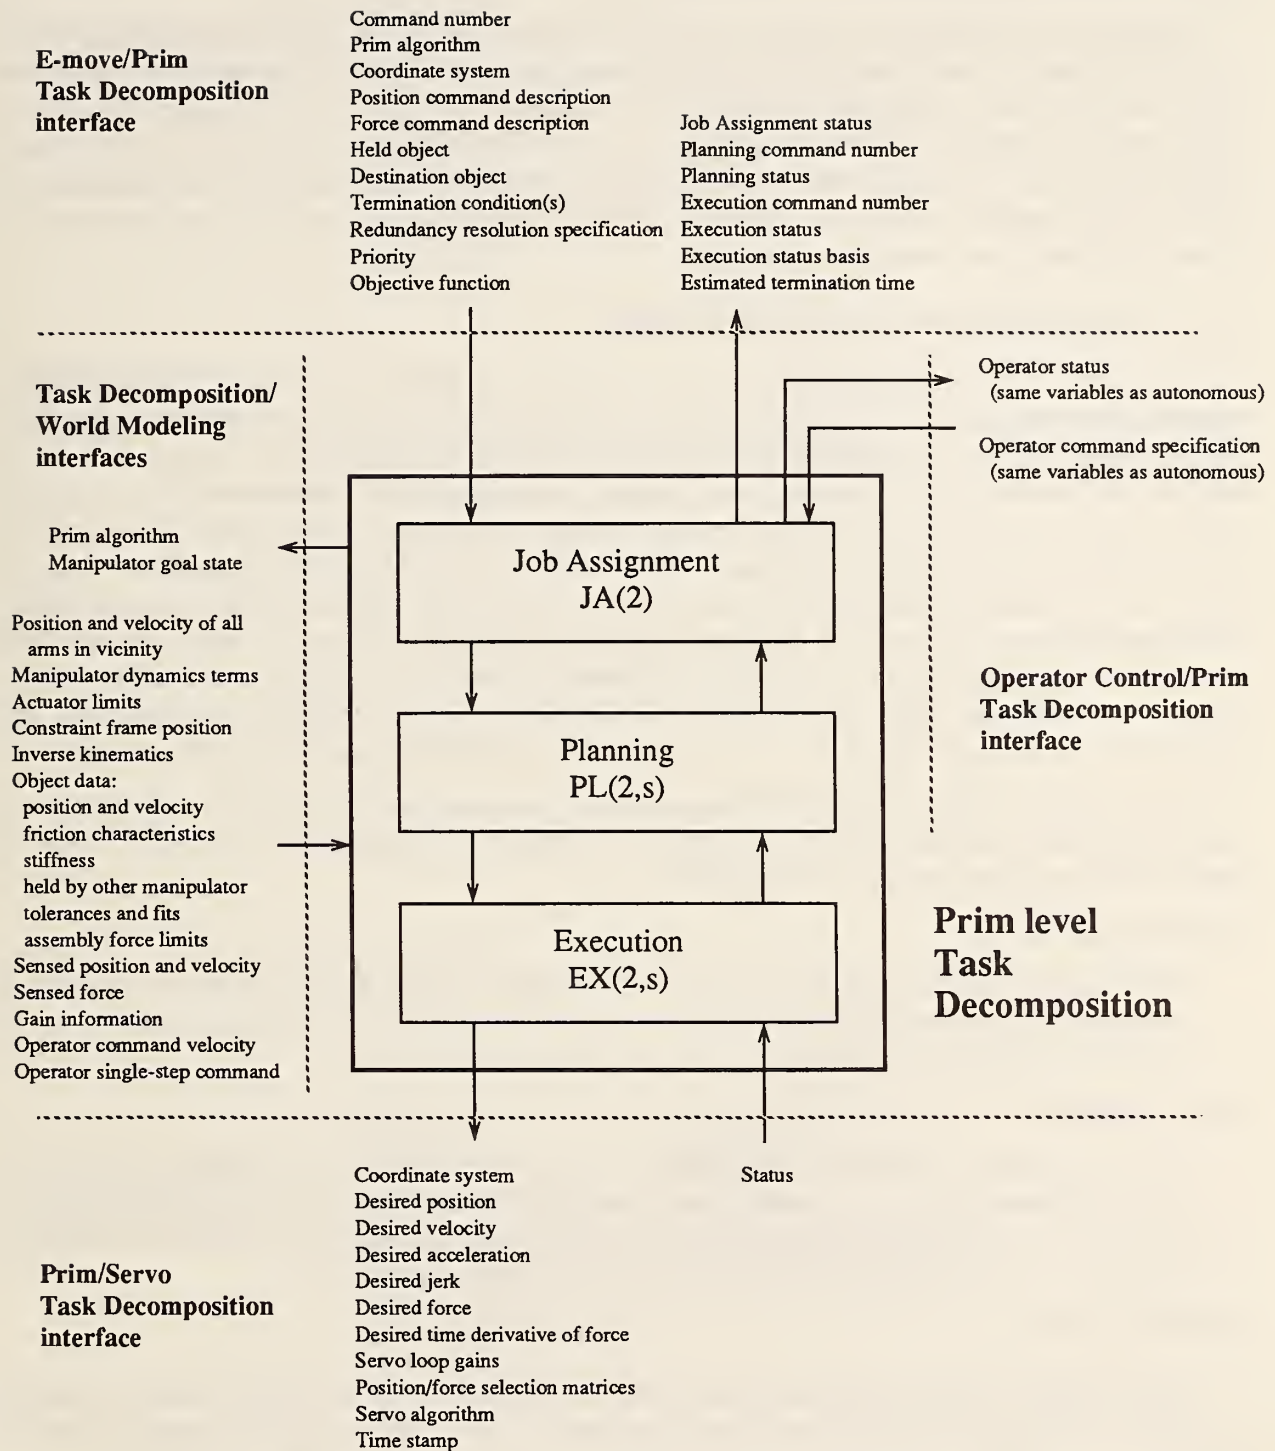 E-move/Prim
Task Decomposition
interface
Command number
Prim algorithm
Coordinate system
Position command description
Force command description
Held object
Destination object
Termination condition(s)
Redundancy resolution specification
Priority
Objective function
Job Assignment status
Planning command number
Planning status
Execution command number
Execution status
Execution status basis
Estimated termination time
Task Decomposition/
World Modeling
interfaces
Operator status
(same variables as autonomous)
Operator command specification
(same variables as autonomous)
Prim algorithm
Manipulator goal state
Position and velocity of all
arms in vicinity
Manipulator dynamics terms
Actuator limits
Constraint frame position
Inverse kinematics
Object data:
position and velocity
friction characteristics
stiffness
held by other manipulator
tolerances and fits
assembly force limits
Sensed position and velocity
Sensed force
Gain information
Operator command velocity
Operator single-step command
Job Assignment
JA(2)
Planning
PL(2,s)
Execution
EX(2,s)
Operator Control/Prim
Task Decomposition
interface
Prim level
Task
Decomposition
Prim/Servo
Task Decomposition
interface
Coordinate system
Desired position
Desired velocity
Desired acceleration
Desired jerk
Desired force
Desired time derivative of force
Servo loop gains
Position/force selection matrices
Servo algorithm
Time stamp
Status